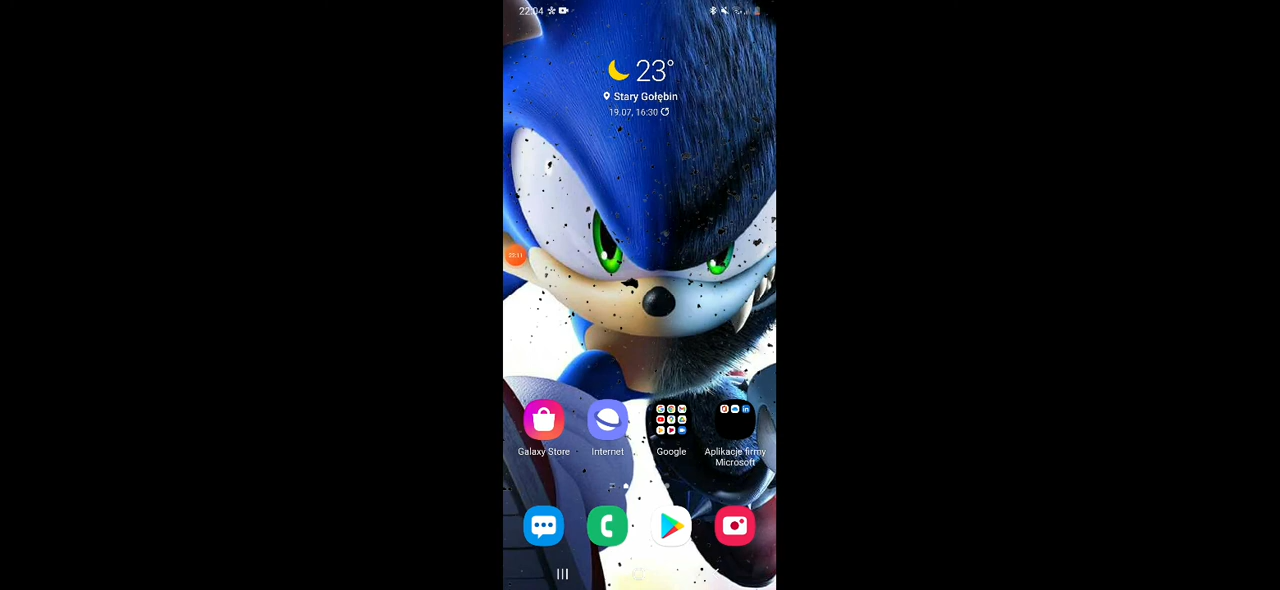 22:04
23°
Stary Gołębin
19.07, 16:30
Galaxy Store
Internet
Google
Aplikacje firmy
Microsoft